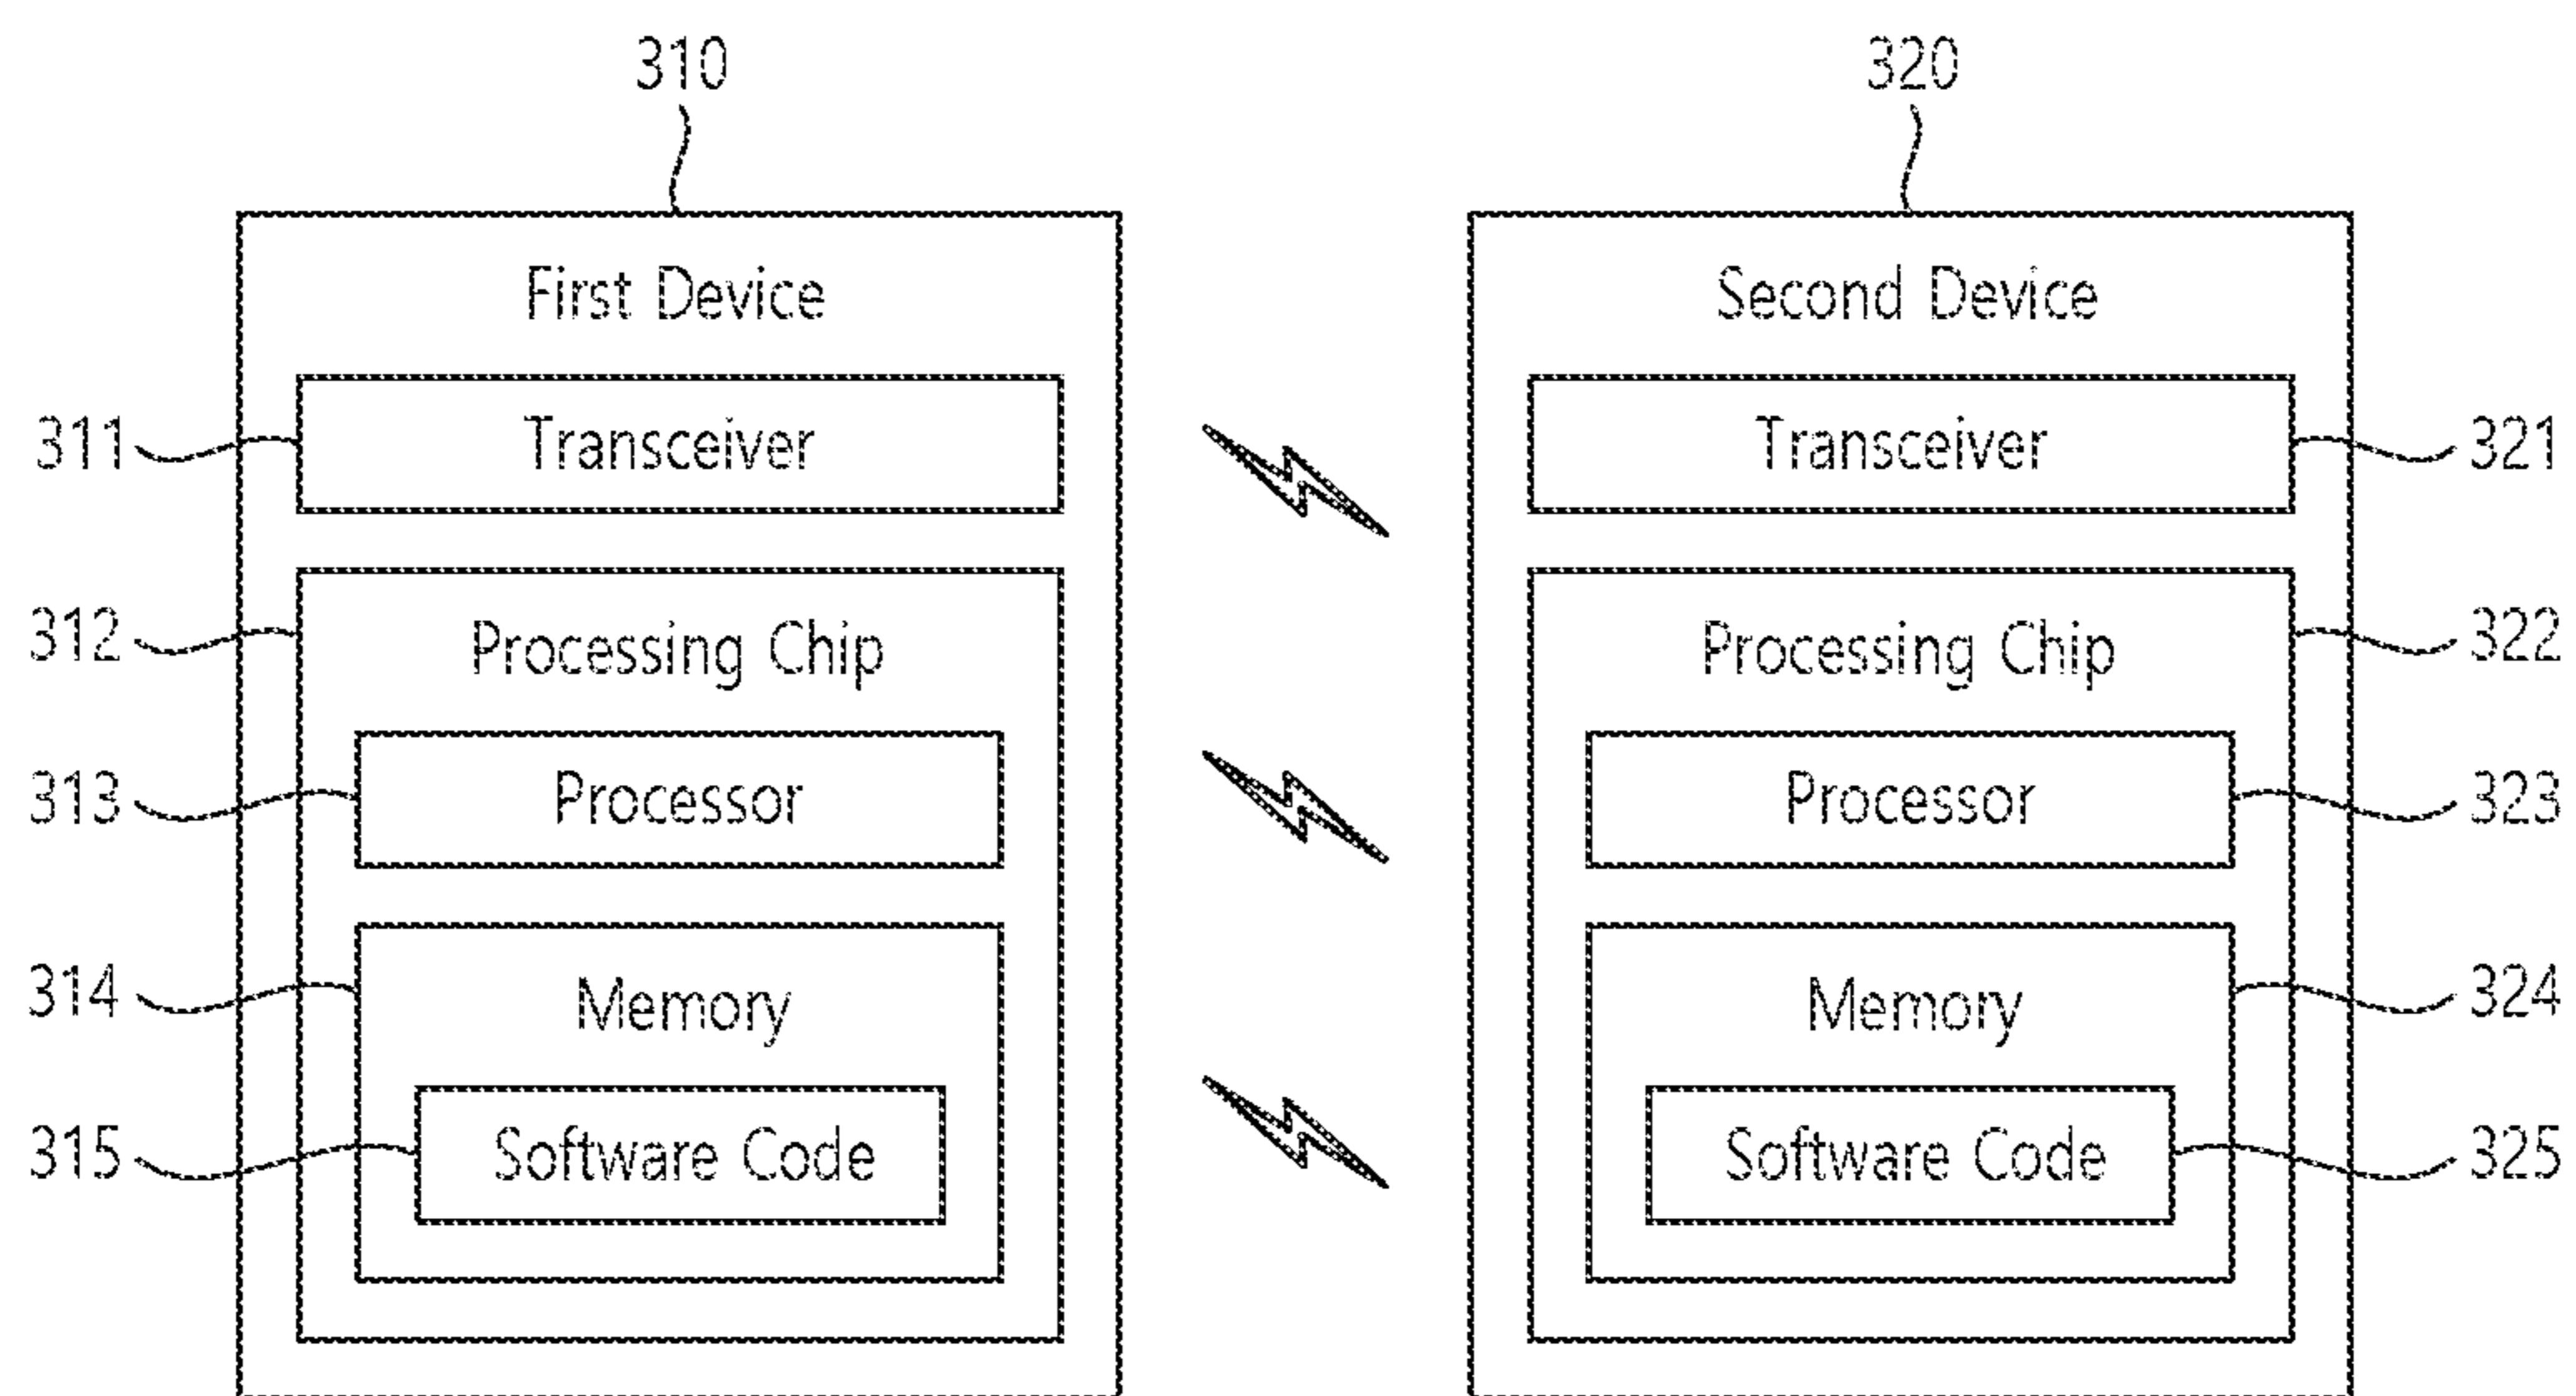 310
320
First Device
Second Device
311
Transceiver
Transceiver
321
312
Processing Chip
Processing Chip
322
313
Processor
Processor
323
314
Memory
Memory
324
315
Software Code
Software Code
325